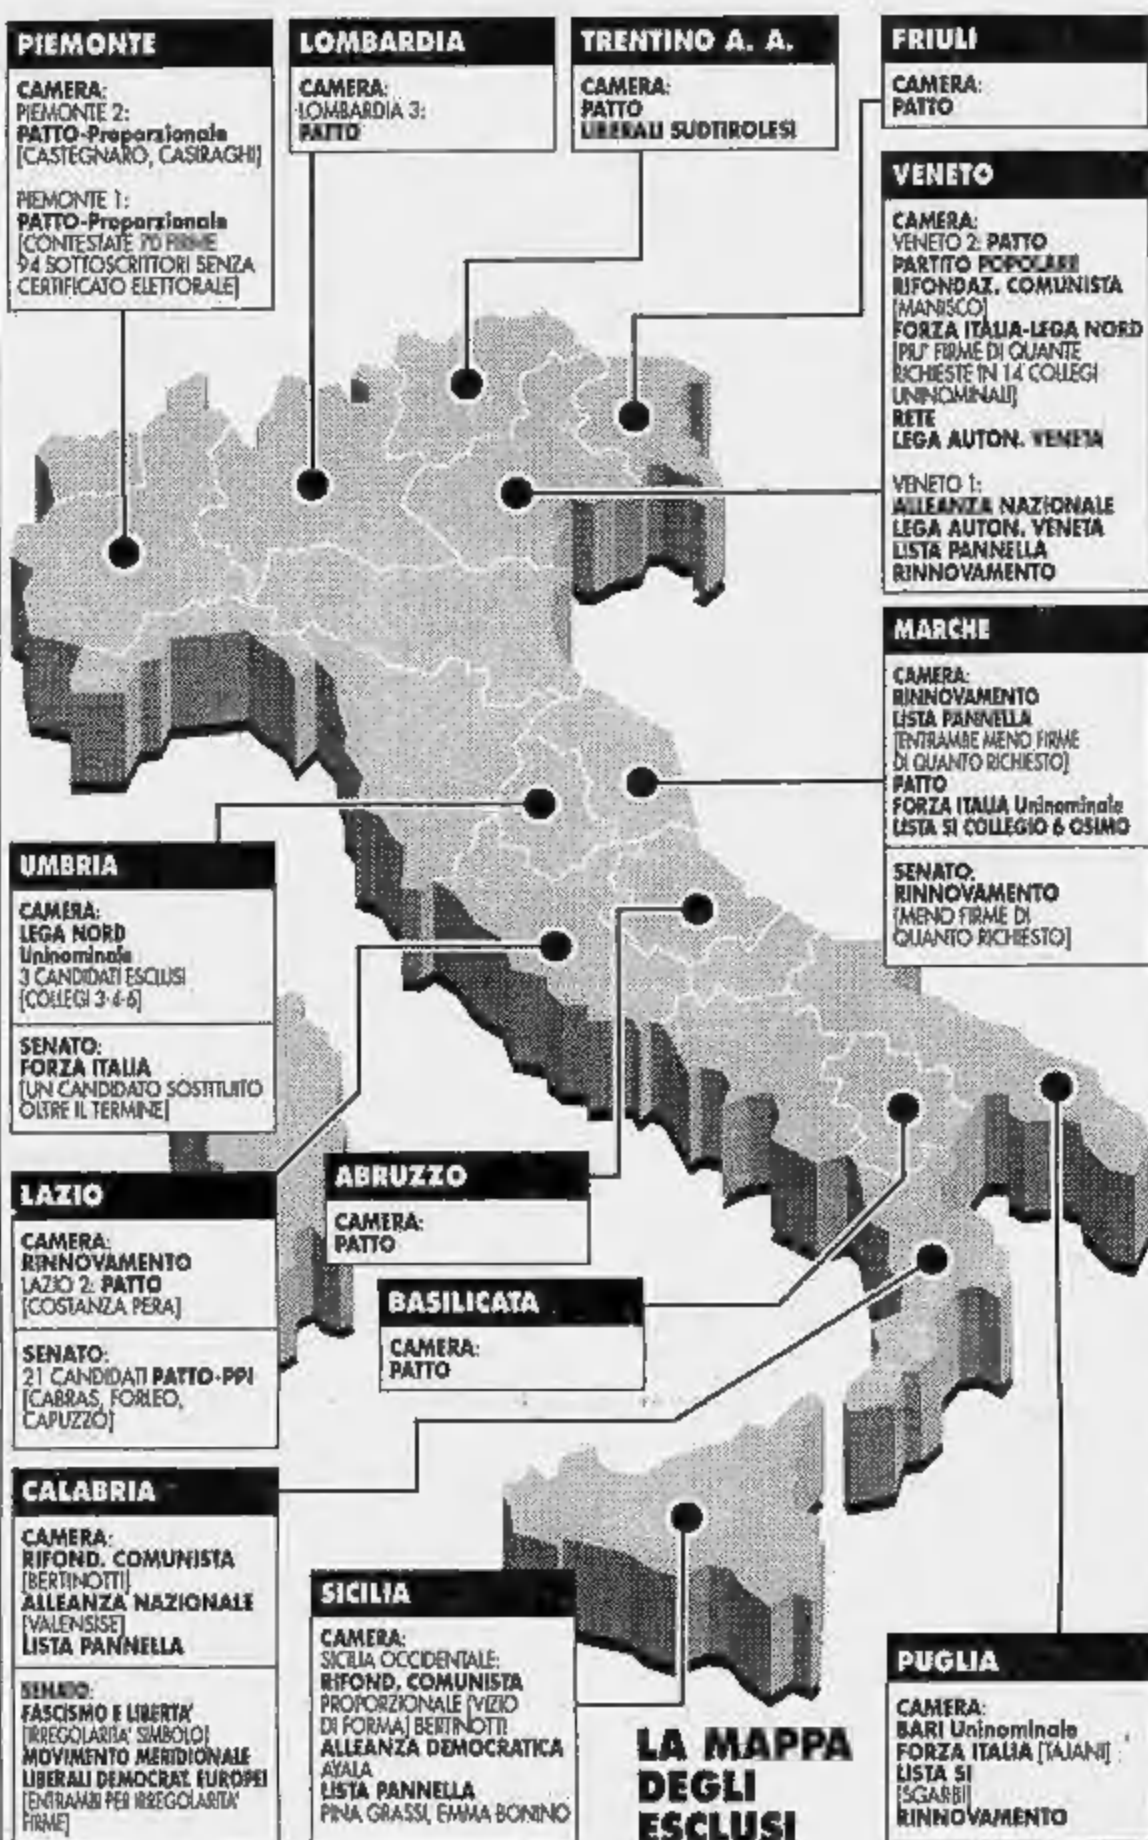 PIEMONTE
CAMERA:
PIEMONTE 2:
PATTO-Proporzionale
[CASTEGNARO, CASIRAGHI]
PIEMONTE 1:
PATTO-Proporzionale
[CONTESTATE 70 FIRME
94 SOTTOSCRITTORI SENZA
CERTIFICATO ELETTORALE]
LOMBARDIA
CAMERA:
LOMBARDIA 3:
PATTO
TRENTINO A. A.
CAMERA:
PATTO
LIBERALI SUDTIROLESI
FRIULI
CAMERA:
PATTO
VENETO
CAMERA:
VENETO 2: PATTO
PARTITO POPOLARE
RIFONDAZ. COMUNISTA
[MANISCO]
FORZA ITALIA-LEGA NORD
[PIU' FIRME DI QUANTE
RICHIESTE IN 14 COLLEGI
UNINOMINALI]
RETE
LEGA AUTON. VENETA
VENETO 1:
ALLEANZA NAZIONALE
LEGA AUTON. VENETA
LISTA PANNELLA
RINNOVAMENTO
MARCHE
CAMERA:
RINNOVAMENTO
LISTA PANNELLA
[ENTRAMBE MENO FIRME
DI QUANTO RICHIESTO]
PATTO
FORZA ITALIA Uninominale
LISTA SI COLLEGIO 6 OSIMO
SENATO:
RINNOVAMENTO
[MENO FIRME DI
QUANTO RICHIESTO]
UMBRIA
CAMERA:
LEGA NORD
Uninominale
3 CANDIDATI ESCLUSI
[COLLEGI 3-4-6]
SENATO:
FORZA ITALIA
[UN CANDIDATO SOSTITUITO
OLTRE IL TERMINE]
LAZIO
CAMERA:
RINNOVAMENTO
LAZIO 2: PATTO
[COSTANZA PERA]
SENATO:
21 CANDIDATI PATTO-PPI
[CABRAS, FORLEO,
CAPUZZO]
ABRUZZO
CAMERA:
PATTO
BASILICATA
CAMERA:
PATTO
CALABRIA
CAMERA:
RIFOND. COMUNISTA
[BERTINOTTI]
ALLEANZA NAZIONALE
[VALENSISE]
LISTA PANNELLA
SENATO:
FASCISMO E LIBERTA'
[IRREGOLARITA' SIMBOLO]
MOVIMENTO MERIDIONALE
LIBERALI DEMOCRAT. EUROPEI
[ENTRAMBI PER IRREGOLARITA'
FIRME]
SICILIA
CAMERA:
SICILIA OCCIDENTALE:
RIFOND. COMUNISTA
PROPORZIONALE [VIZIO
DI FORMA] BERTINOTTI
ALLEANZA DEMOCRATICA
AYALA
LISTA PANNELLA
PINA GRASSI, EMMA BONINO
LA MAPPA
DEGLI
ESCLUSI
PUGLIA
CAMERA:
BARI Uninominale
FORZA ITALIA [TAJANI]
LISTA SI
[SGARBI]
RINNOVAMENTO